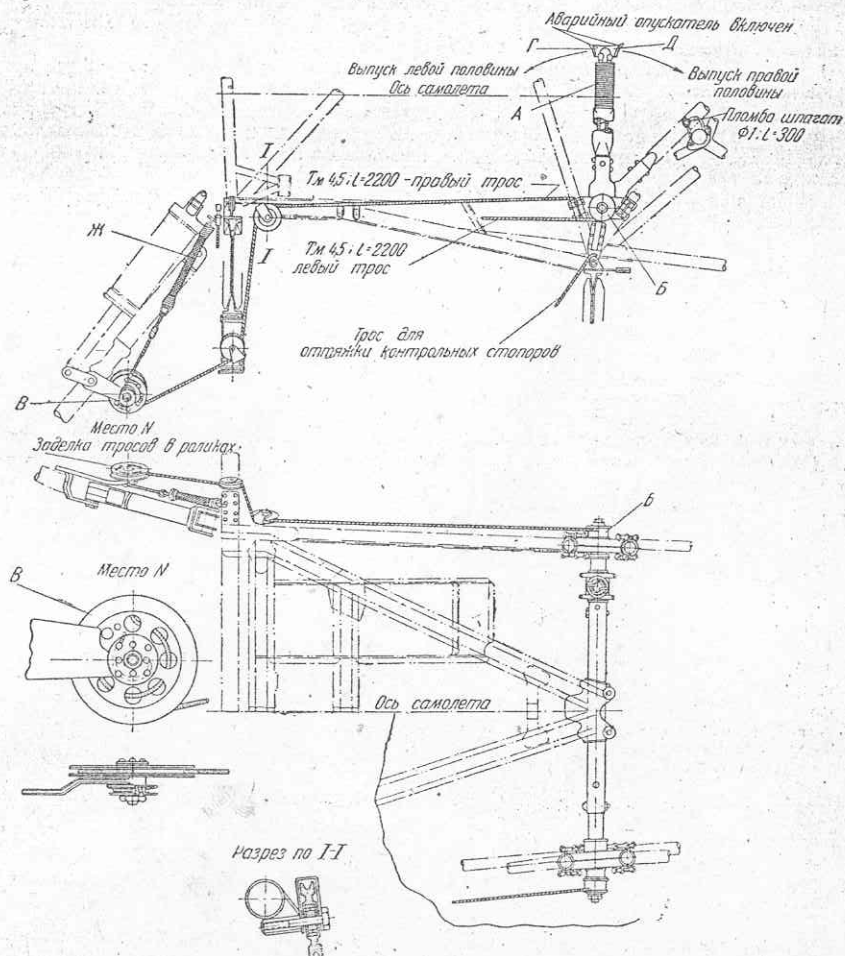 Аварийный опускатель включен
Г
Д
Выпуск левой половины
Ось самолета
Выпуск правой
половины
А
Пломба шпагат
Ф1; L=300
I
Тм 4,5; L=2200 -правый трос
Ж
I
Тм 4,5; L=2200
левый трос
Б
Трос для
оттяжки контрольных стопоров
В
Место N
Заделка тросов в роликах
Б
Место N
В
Ось самолета
Разрез по I-I